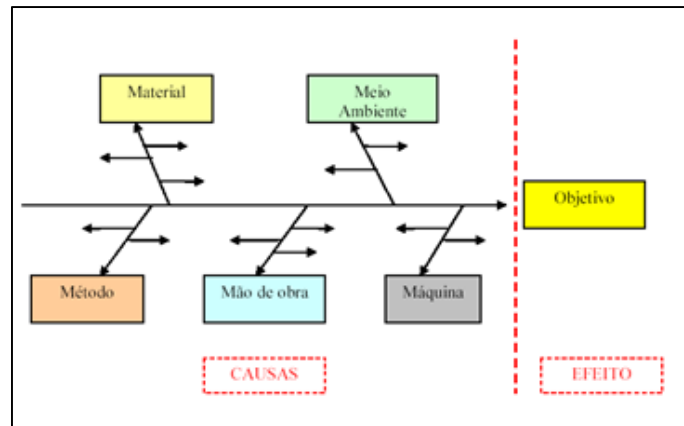 Material
Meio
Ambiente
Objetivo
Método
Mão de obra
Máquina
CAUSAS
EFEITO